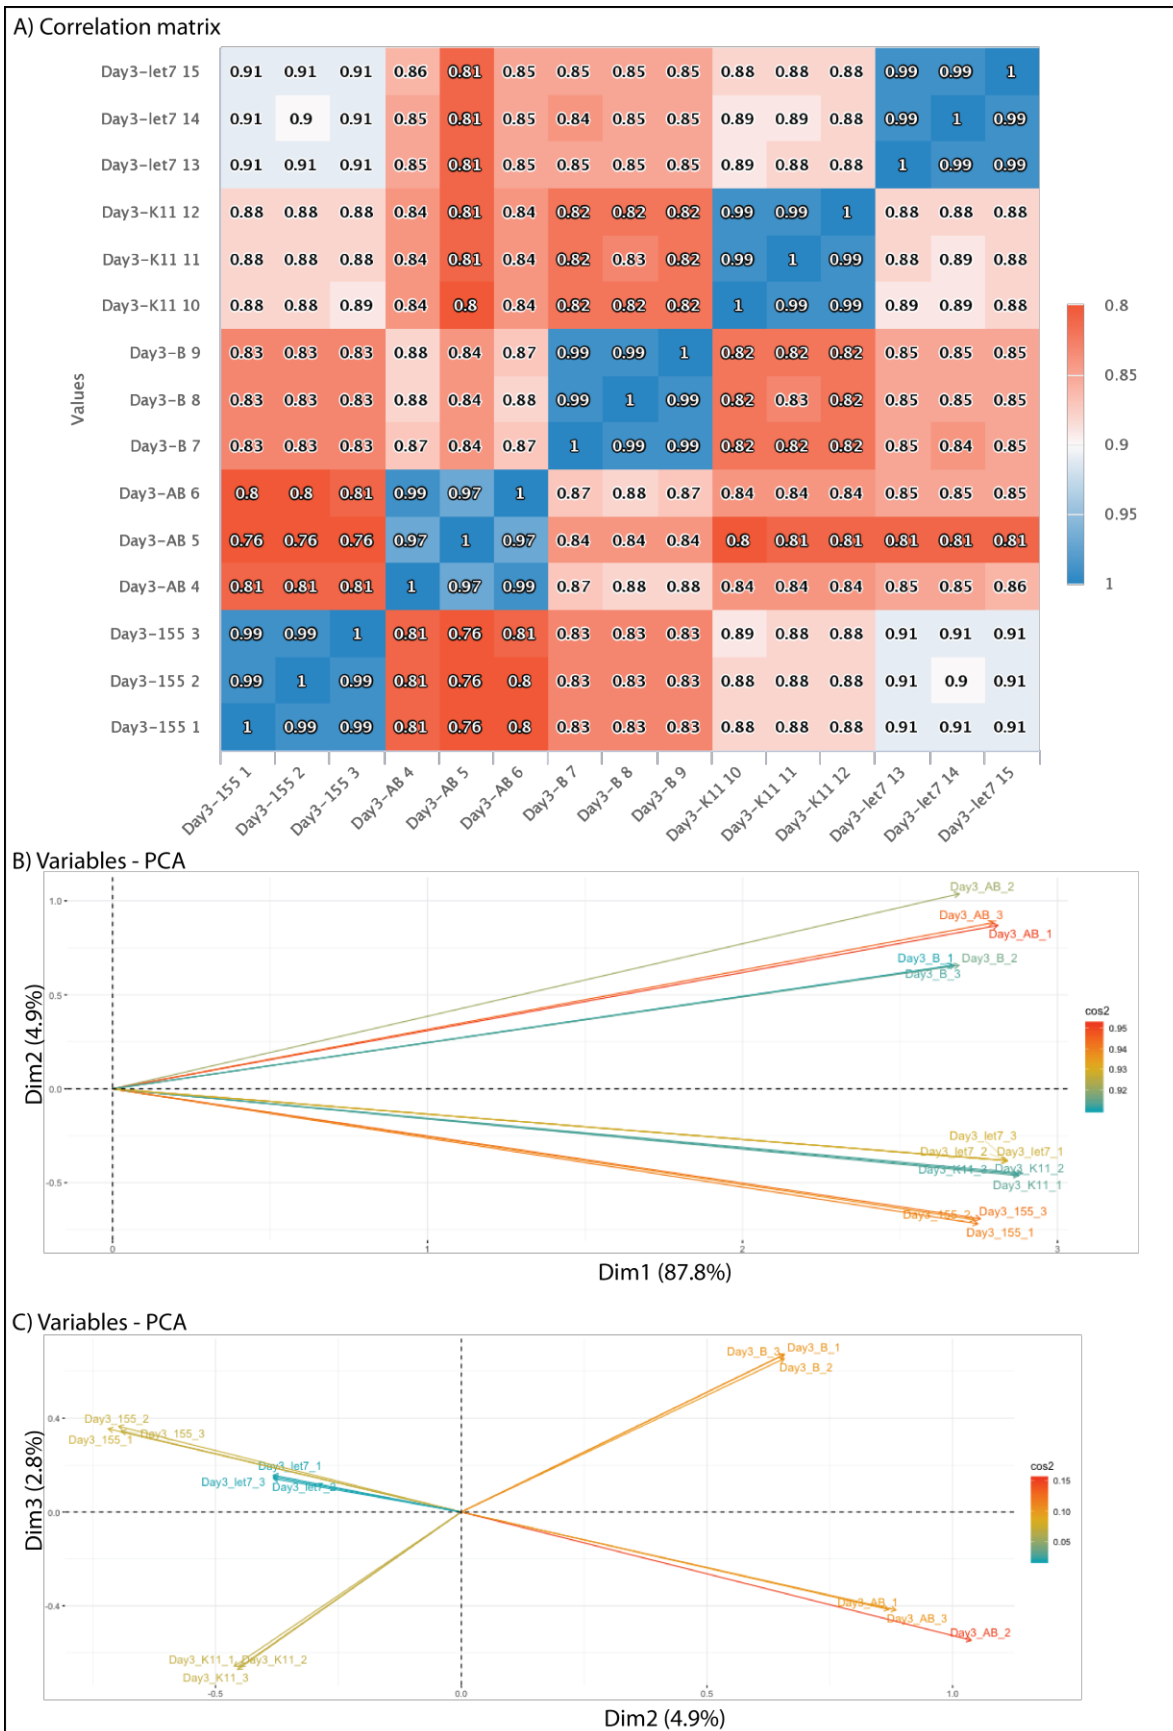 A) Correlation matrix
Day3-let7 15 0.91 0.91 0.91 0.86 0.81 0.85 0.85 0.85 0.85 0.88 0.88 0.88 0.99 0.99 1
Day3-let7 14 0.91 0.9 0.91 0.85 0.81 0.85 0.84 0.85 0.85 0.89 0.89 0.88 0.99 1 0.99
Day3-let7 13 0.91 0.91 0.91 0.85 0.81 0.85 0.85 0.85 0.85 0.89 0.88 0.88 1 0.99 0.99
Day3-K11 12 0.88 0.88 0.88 0.84 0.81 0.84 0.82 0.82 0.82 0.99 0.99 1 0.88 0.88 0.88
Day3-K11 11 0.88 0.88 0.88 0.84 0.81 0.84 0.82 0.83 0.82 0.99 1 0.99 0.88 0.89 0.88
Day3-K11 10 0.88 0.88 0.89 0.84 0.8 0.84 0.82 0.82 0.82 1 0.99 0.99 0.89 0.89 0.88
Day3-B 9 0.83 0.83 0.83 0.88 0.84 0.87 0.99 0.99 1 0.82 0.82 0.82 0.85 0.85 0.85
Day3-B 8 0.83 0.83 0.83 0.88 0.84 0.88 0.99 1 0.99 0.82 0.83 0.82 0.85 0.85 0.85
Day3-B 7 0.83 0.83 0.83 0.87 0.84 0.87 1 0.99 0.99 0.82 0.82 0.82 0.85 0.84 0.85
Day3-AB 6 0.8 0.8 0.81 0.99 0.97 1 0.87 0.88 0.87 0.84 0.84 0.84 0.85 0.85 0.85
Day3-AB 5 0.76 0.76 0.76 0.97 1 0.97 0.84 0.84 0.84 0.8 0.81 0.81 0.81 0.81 0.81
Day3-AB 4 0.81 0.81 0.81 1 0.97 0.99 0.87 0.88 0.88 0.84 0.84 0.84 0.85 0.85 0.86
Day3-155 3 0.99 0.99 1 0.81 0.76 0.81 0.83 0.83 0.83 0.89 0.88 0.88 0.91 0.91 0.91
Day3-155 2 0.99 1 0.99 0.81 0.76 0.8 0.83 0.83 0.83 0.88 0.88 0.88 0.91 0.9 0.91
Day3-155 1 1 0.99 0.99 0.81 0.76 0.8 0.83 0.83 0.83 0.88 0.88 0.88 0.91 0.91 0.91
Values
Day3-155 1 Day3-155 2 Day3-155 3 Day3-AB 4 Day3-AB 5 Day3-AB 6 Day3-B 7 Day3-B 8 Day3-B 9 Day3-K11 10 Day3-K11 11 Day3-K11 12 Day3-let7 13 Day3-let7 14 Day3-let7 15
0.8
0.85
0.9
0.95
1
B) Variables - PCA
Day3_AB_2
Day3_AB_3
Day3_AB_1
Day3_B_1 Day3_B_2
Day3_B_3
Day3_let7_3
Day3_let7_2 Day3_let7_1
Day3_K11_3 Day3_K11_2
Day3_K11_1
Day3_155_2 Day3_155_3
Day3_155_1
1.0
0.5
0.0
-0.5
Dim2 (4.9%)
0 1 2 3
Dim1 (87.8%)
cos2
0.95
0.94
0.93
0.92
C) Variables - PCA
Day3_B_3 Day3_B_1
Day3_B_2
Day3_155_2
Day3_155_1 Day3_155_3
Day3_let7_1
Day3_let7_3 Day3_let7_2
Day3_AB_1
Day3_AB_3
Day3_AB_2
Day3_K11_1 Day3_K11_2
Day3_K11_3
0.4
0.0
-0.4
Dim3 (2.8%)
-0.5 0.0 0.5 1.0
Dim2 (4.9%)
cos2
0.15
0.10
0.05